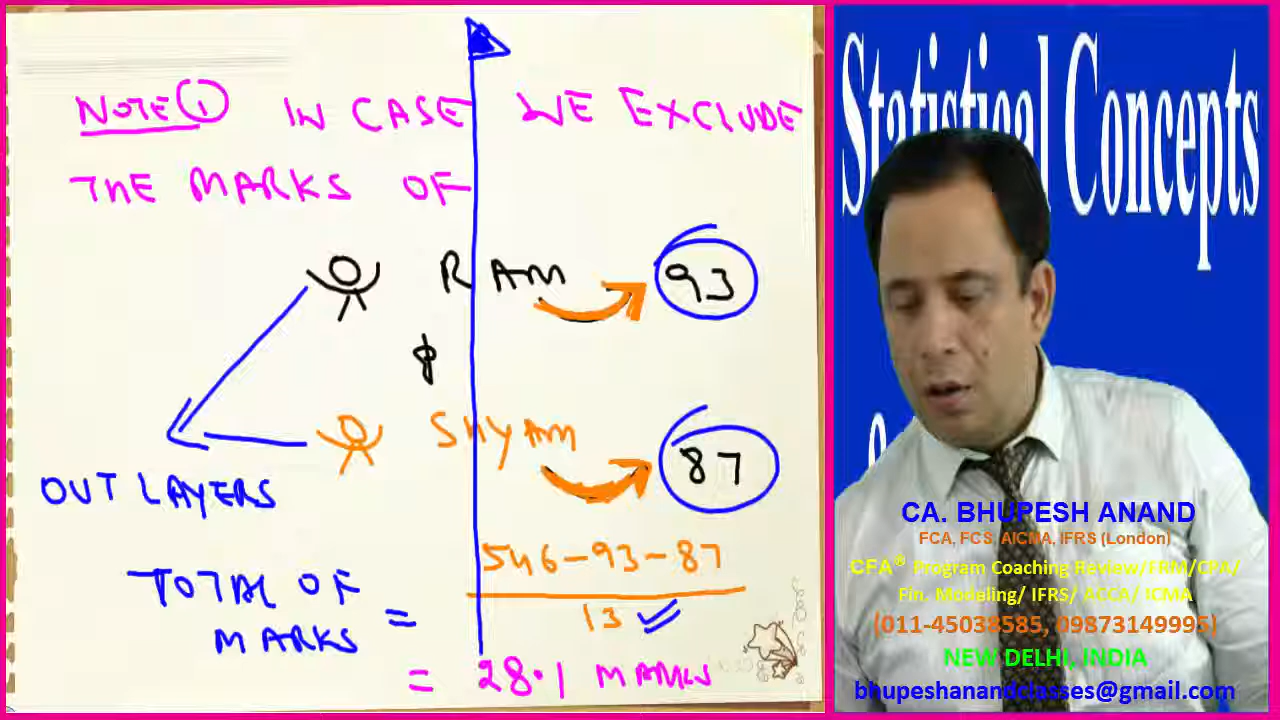 NOTE 1 IN CASE WE EXCLUDE
THE MARKS OF
RAM 93
&
SHYAM 87
OUT LAYERS
546-93-87
TOTAL OF
MARKS = 13
= 28.1 MARKS
Statistical Concepts
&
CA. BHUPESH ANAND
FCA, FCS AICMA, IFRS (London)
CFA® Program Coaching Review/FRM/CPA/
Fin. Modeling/ IFRS/ ACCA/ ICMA
(011-45038585, 09873149995)
NEW DELHI, INDIA
bhupeshanandclasses@gmail.com